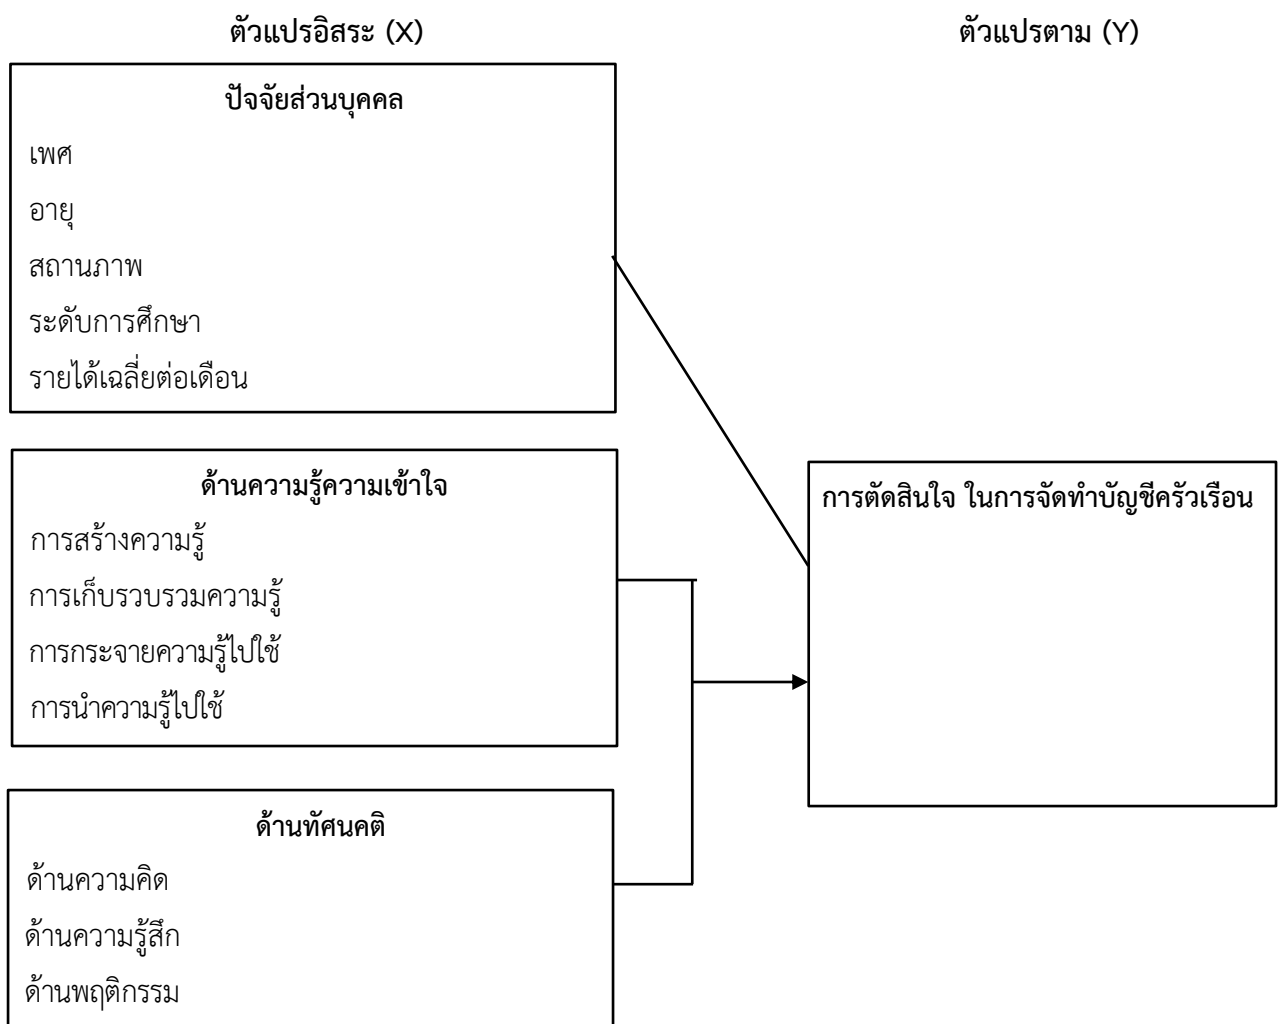 ตัวแปรอิสระ (X)
ตัวแปรตาม (Y)
ปัจจัยส่วนบุคคล
เพศ
อายุ
สถานภาพ
ระดับการศึกษา
รายได้เฉลี่ยต่อเดือน
ด้านความรู้ความเข้าใจ
การสร้างความรู้
การเก็บรวบรวมความรู้
การกระจายความรู้ไปใช้
การนำความรู้ไปใช้
การตัดสินใจ ในการจัดทำบัญชีครัวเรือน
ด้านทัศนคติ
ด้านความคิด
ด้านความรู้สึก
ด้านพฤติกรรม